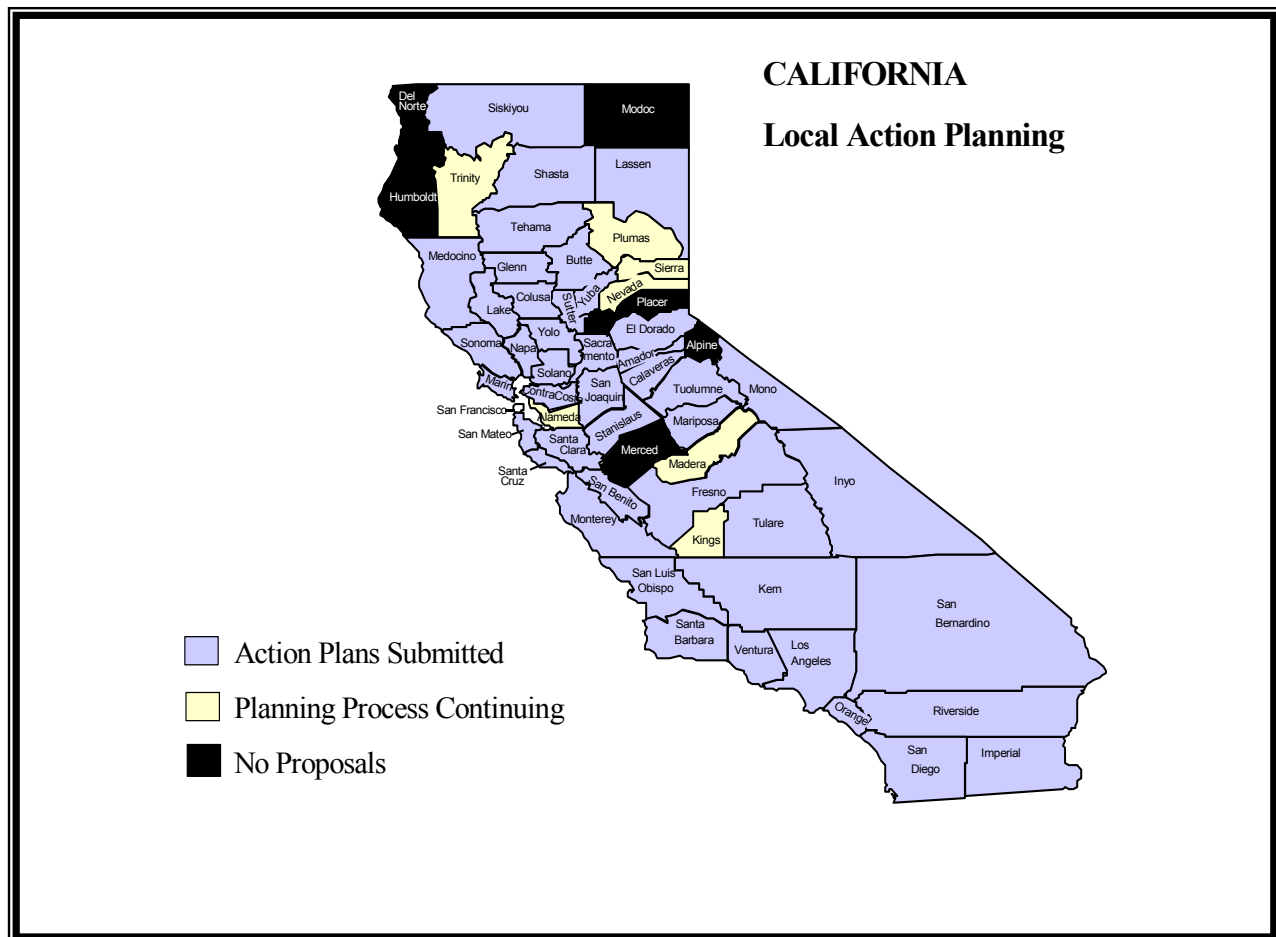 CALIFORNIA
Local Action Planning
Del
Norte
Siskiyou
Modoc
Humboldt
Trinity
Shasta
Lassen
Tehama
Plumas
Medocino
Glenn
Butte
Sierra
Lake
Colusa
Sutter
Yuba
Nevada
Placer
Sonoma
Napa
Yolo
Sacra
mento
El Dorado
Alpine
Marin
Solano
Amador
Calaveras
ContraCosta
San
Joaquin
Tuolumne
Mono
San Francisco
Alameda
Stanislaus
Mariposa
San Mateo
Santa
Clara
Merced
Madera
Santa
Cruz
San Benito
Fresno
Inyo
Monterey
Kings
Tulare
San Luis
Obispo
Kern
San
Bernardino
Santa
Barbara
Ventura
Los
Angeles
Orange
Riverside
San
Diego
Imperial
Action Plans Submitted
Planning Process Continuing
No Proposals